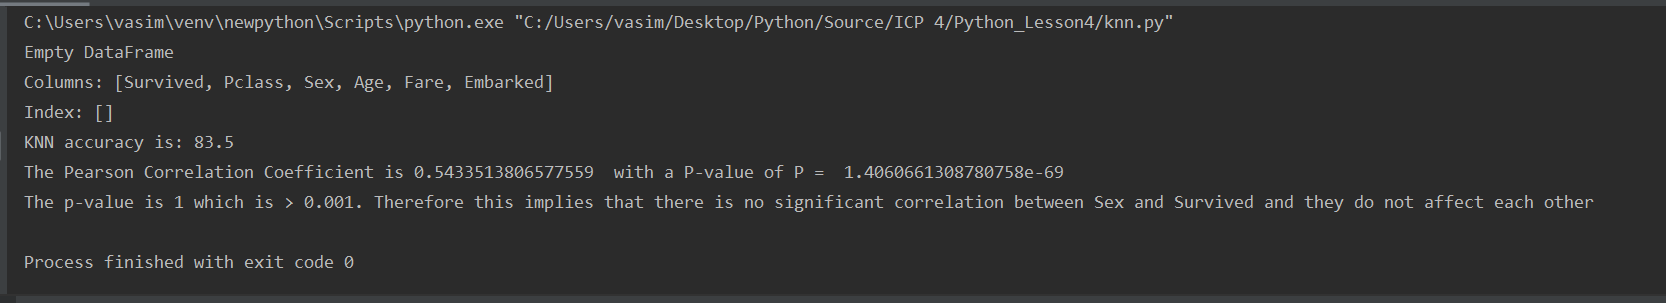 C:\Users\vasim\venv\newpython\Scripts\python.exe "C:/Users/vasim/Desktop/Python/Source/ICP 4/Python_Lesson4/knn.py"
Empty DataFrame
Columns: [Survived, Pclass, Sex, Age, Fare, Embarked]
Index: []
KNN accuracy is: 83.5
The Pearson Correlation Coefficient is 0.5433513806577559  with a P-value of P =  1.4060661308780758e-69
The p-value is 1 which is > 0.001. Therefore this implies that there is no significant correlation between Sex and Survived and they do not affect each other
Process finished with exit code 0